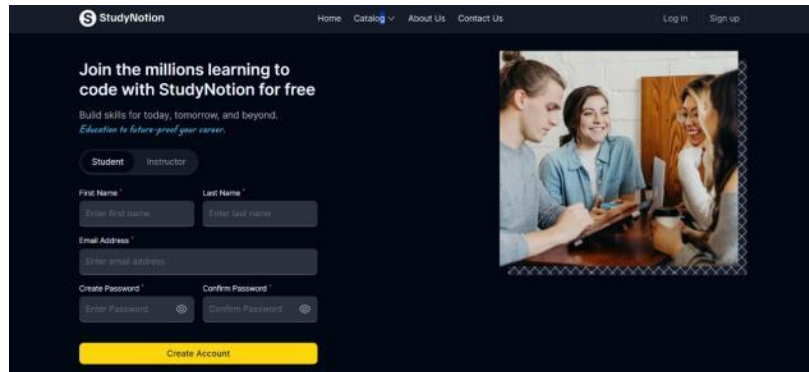 StudyNotion
Home Catalog About Us Contact Us Log in Sign up
Join the millions learning to
code with StudyNotion for free
Build skills for today, tomorrow, and beyond.
Education to future-proof your career.
Student Instructor
First Name * Last Name *
Enter first name Enter last name
Email Address *
Enter email address
Create Password * Confirm Password *
Enter Password Confirm Password
Create Account